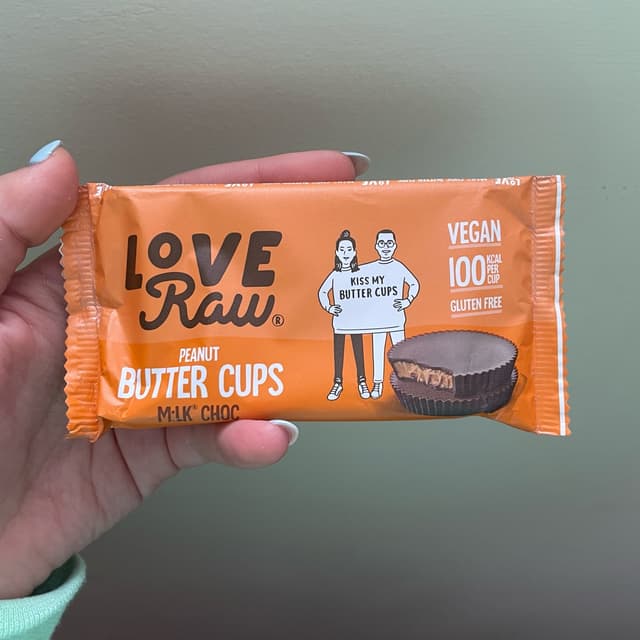 LOVE
Raw®
PEANUT
BUTTER CUPS
M:LK® CHOC
KISS MY
BUTTER CUPS
VEGAN
100 KCAL
PER
CUP
GLUTEN FREE